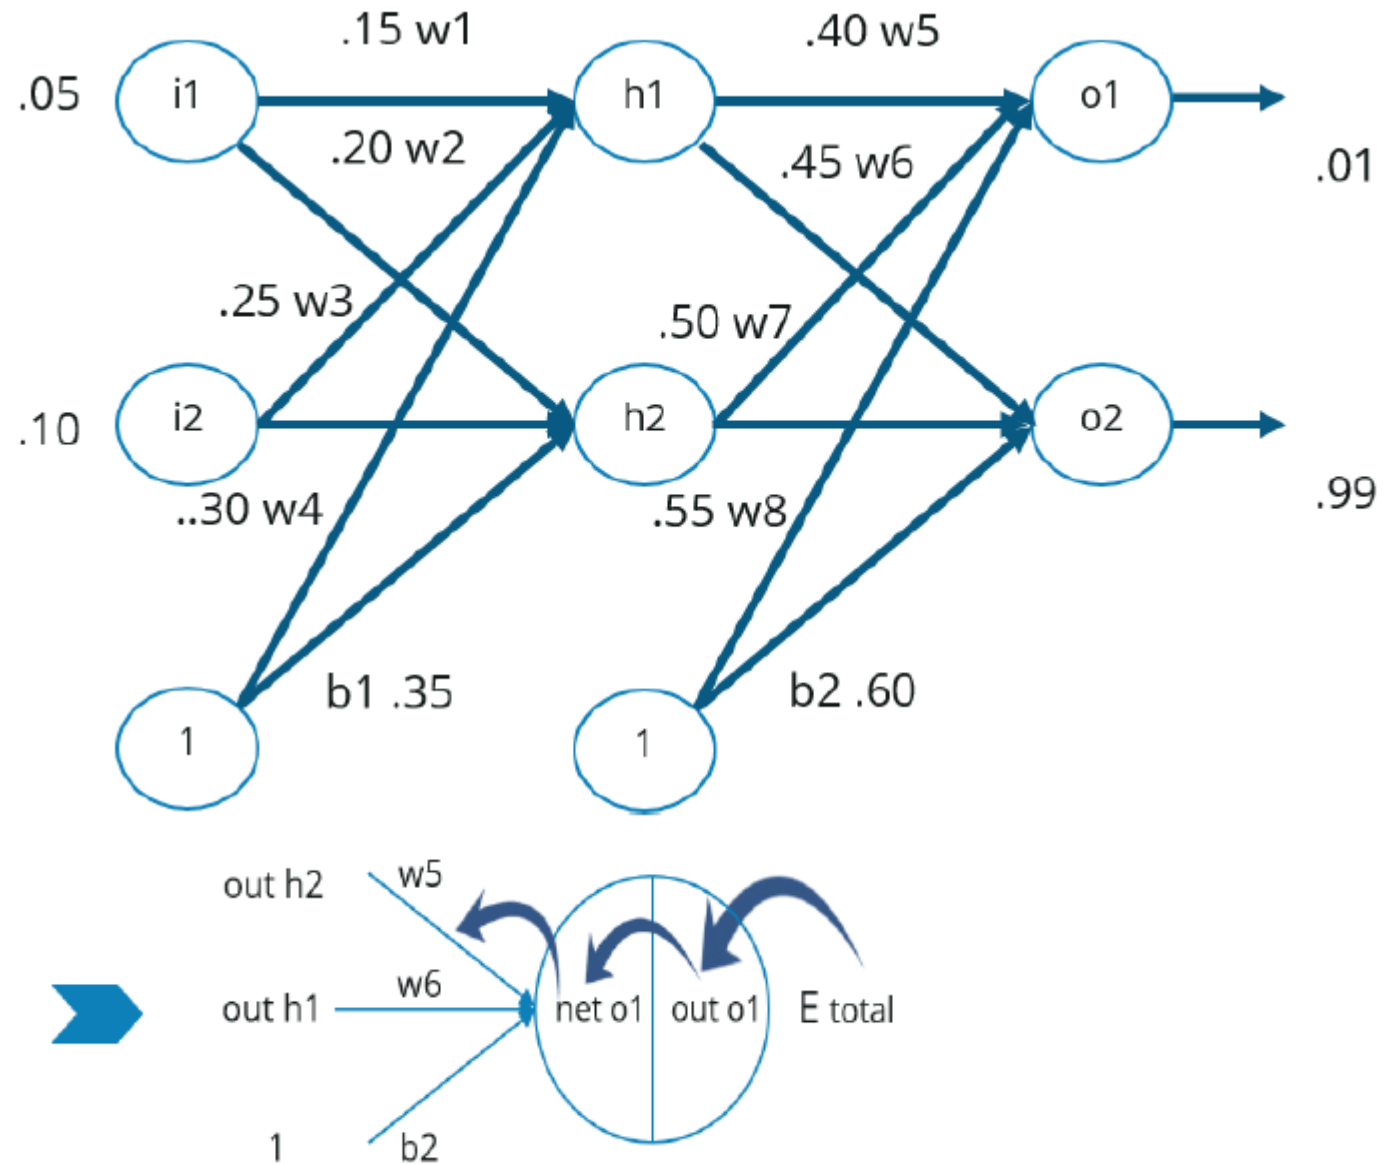 .15 w1
.40 w5
.05
i1
h1
o1
.20 w2
.45 w6
.01
.25 w3
.50 w7
.10
i2
h2
o2
..30 w4
.55 w8
.99
b1 .35
b2 .60
1
1
out h2
w5
out h1
w6
net o1
out o1
E total
1
b2